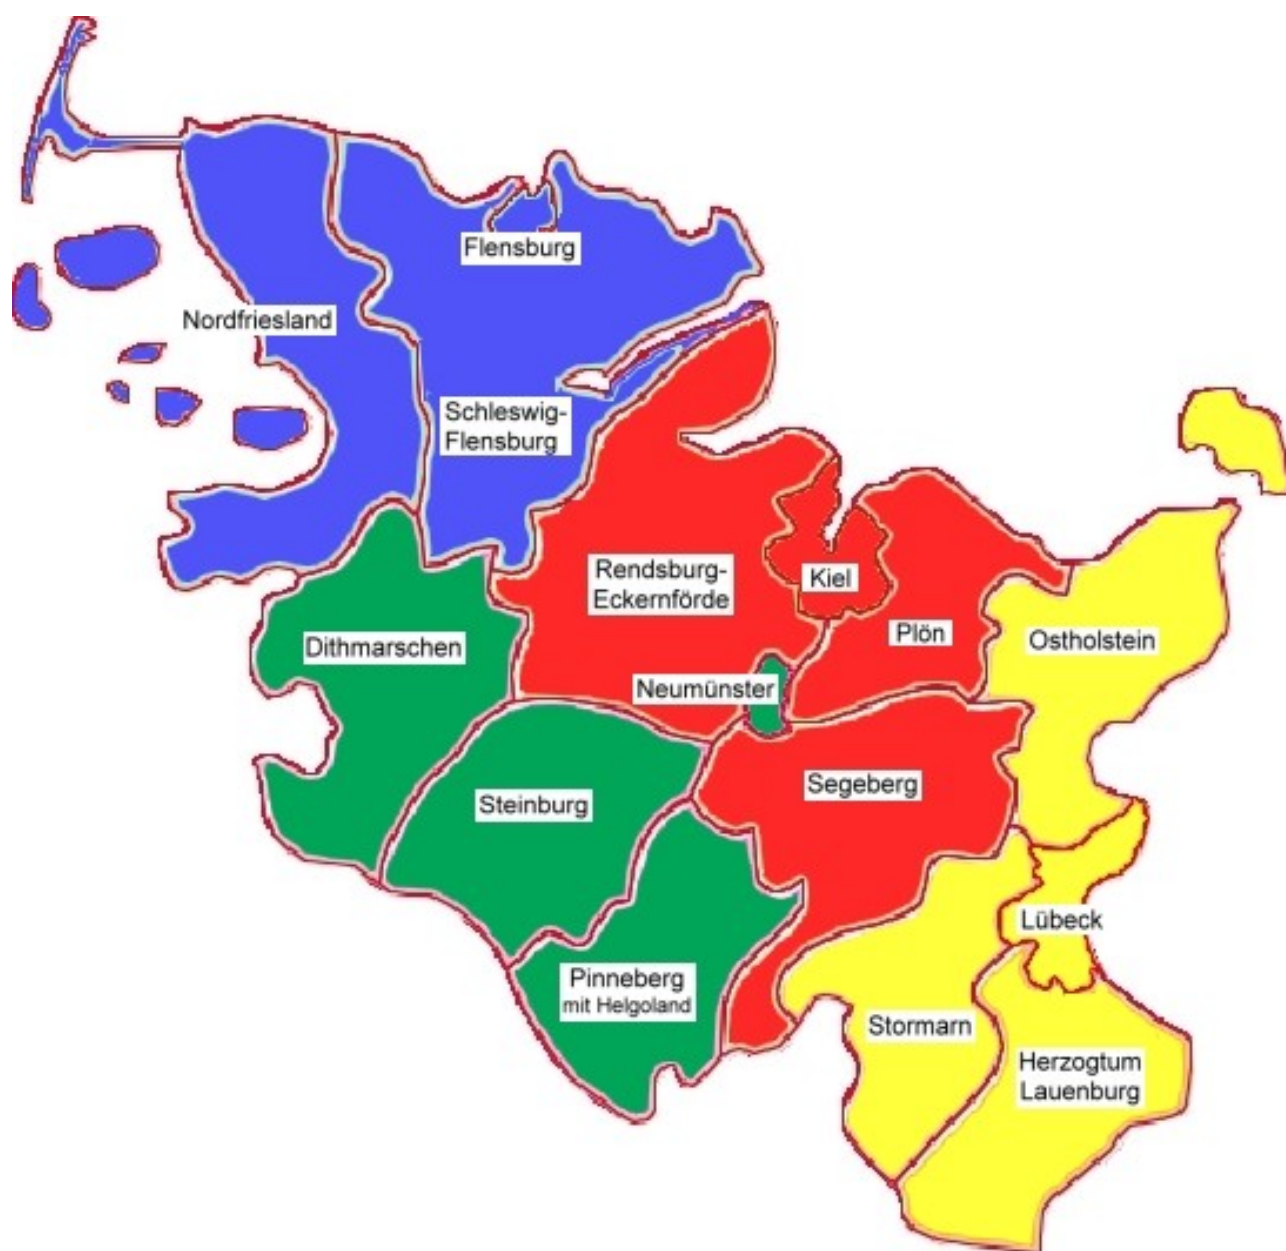 Flensburg
Nordfriesland
Schleswig-
Flensburg
Rendsburg-
Eckernförde
Kiel
Plön
Ostholstein
Dithmarschen
Neumünster
Segeberg
Steinburg
Lübeck
Pinneberg
mit Helgoland
Stormarn
Herzogtum
Lauenburg